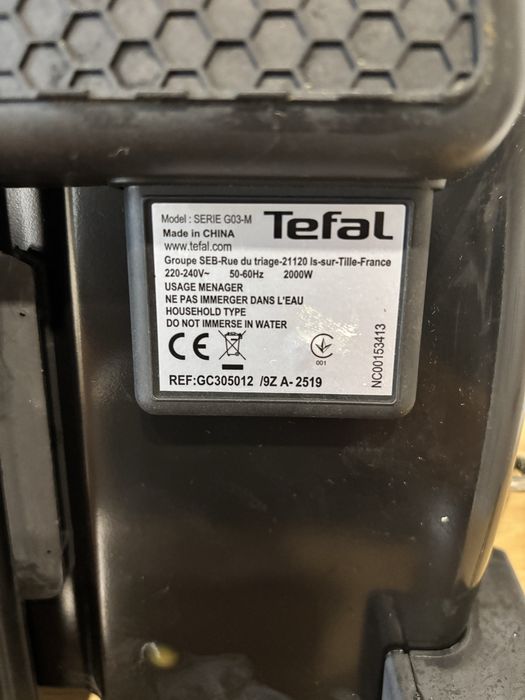 Model : SERIE G03-M
Tefal
Made in CHINA
www.tefal.com
Groupe SEB-Rue du triage-21120 Is-sur-Tille-France
220-240V~ 50-60Hz 2000W
USAGE MENAGER
NE PAS IMMERGER DANS L'EAU
HOUSEHOLD TYPE
DO NOT IMMERSE IN WATER
CE
001
NC00153413
REF:GC305012 /9Z A- 2519